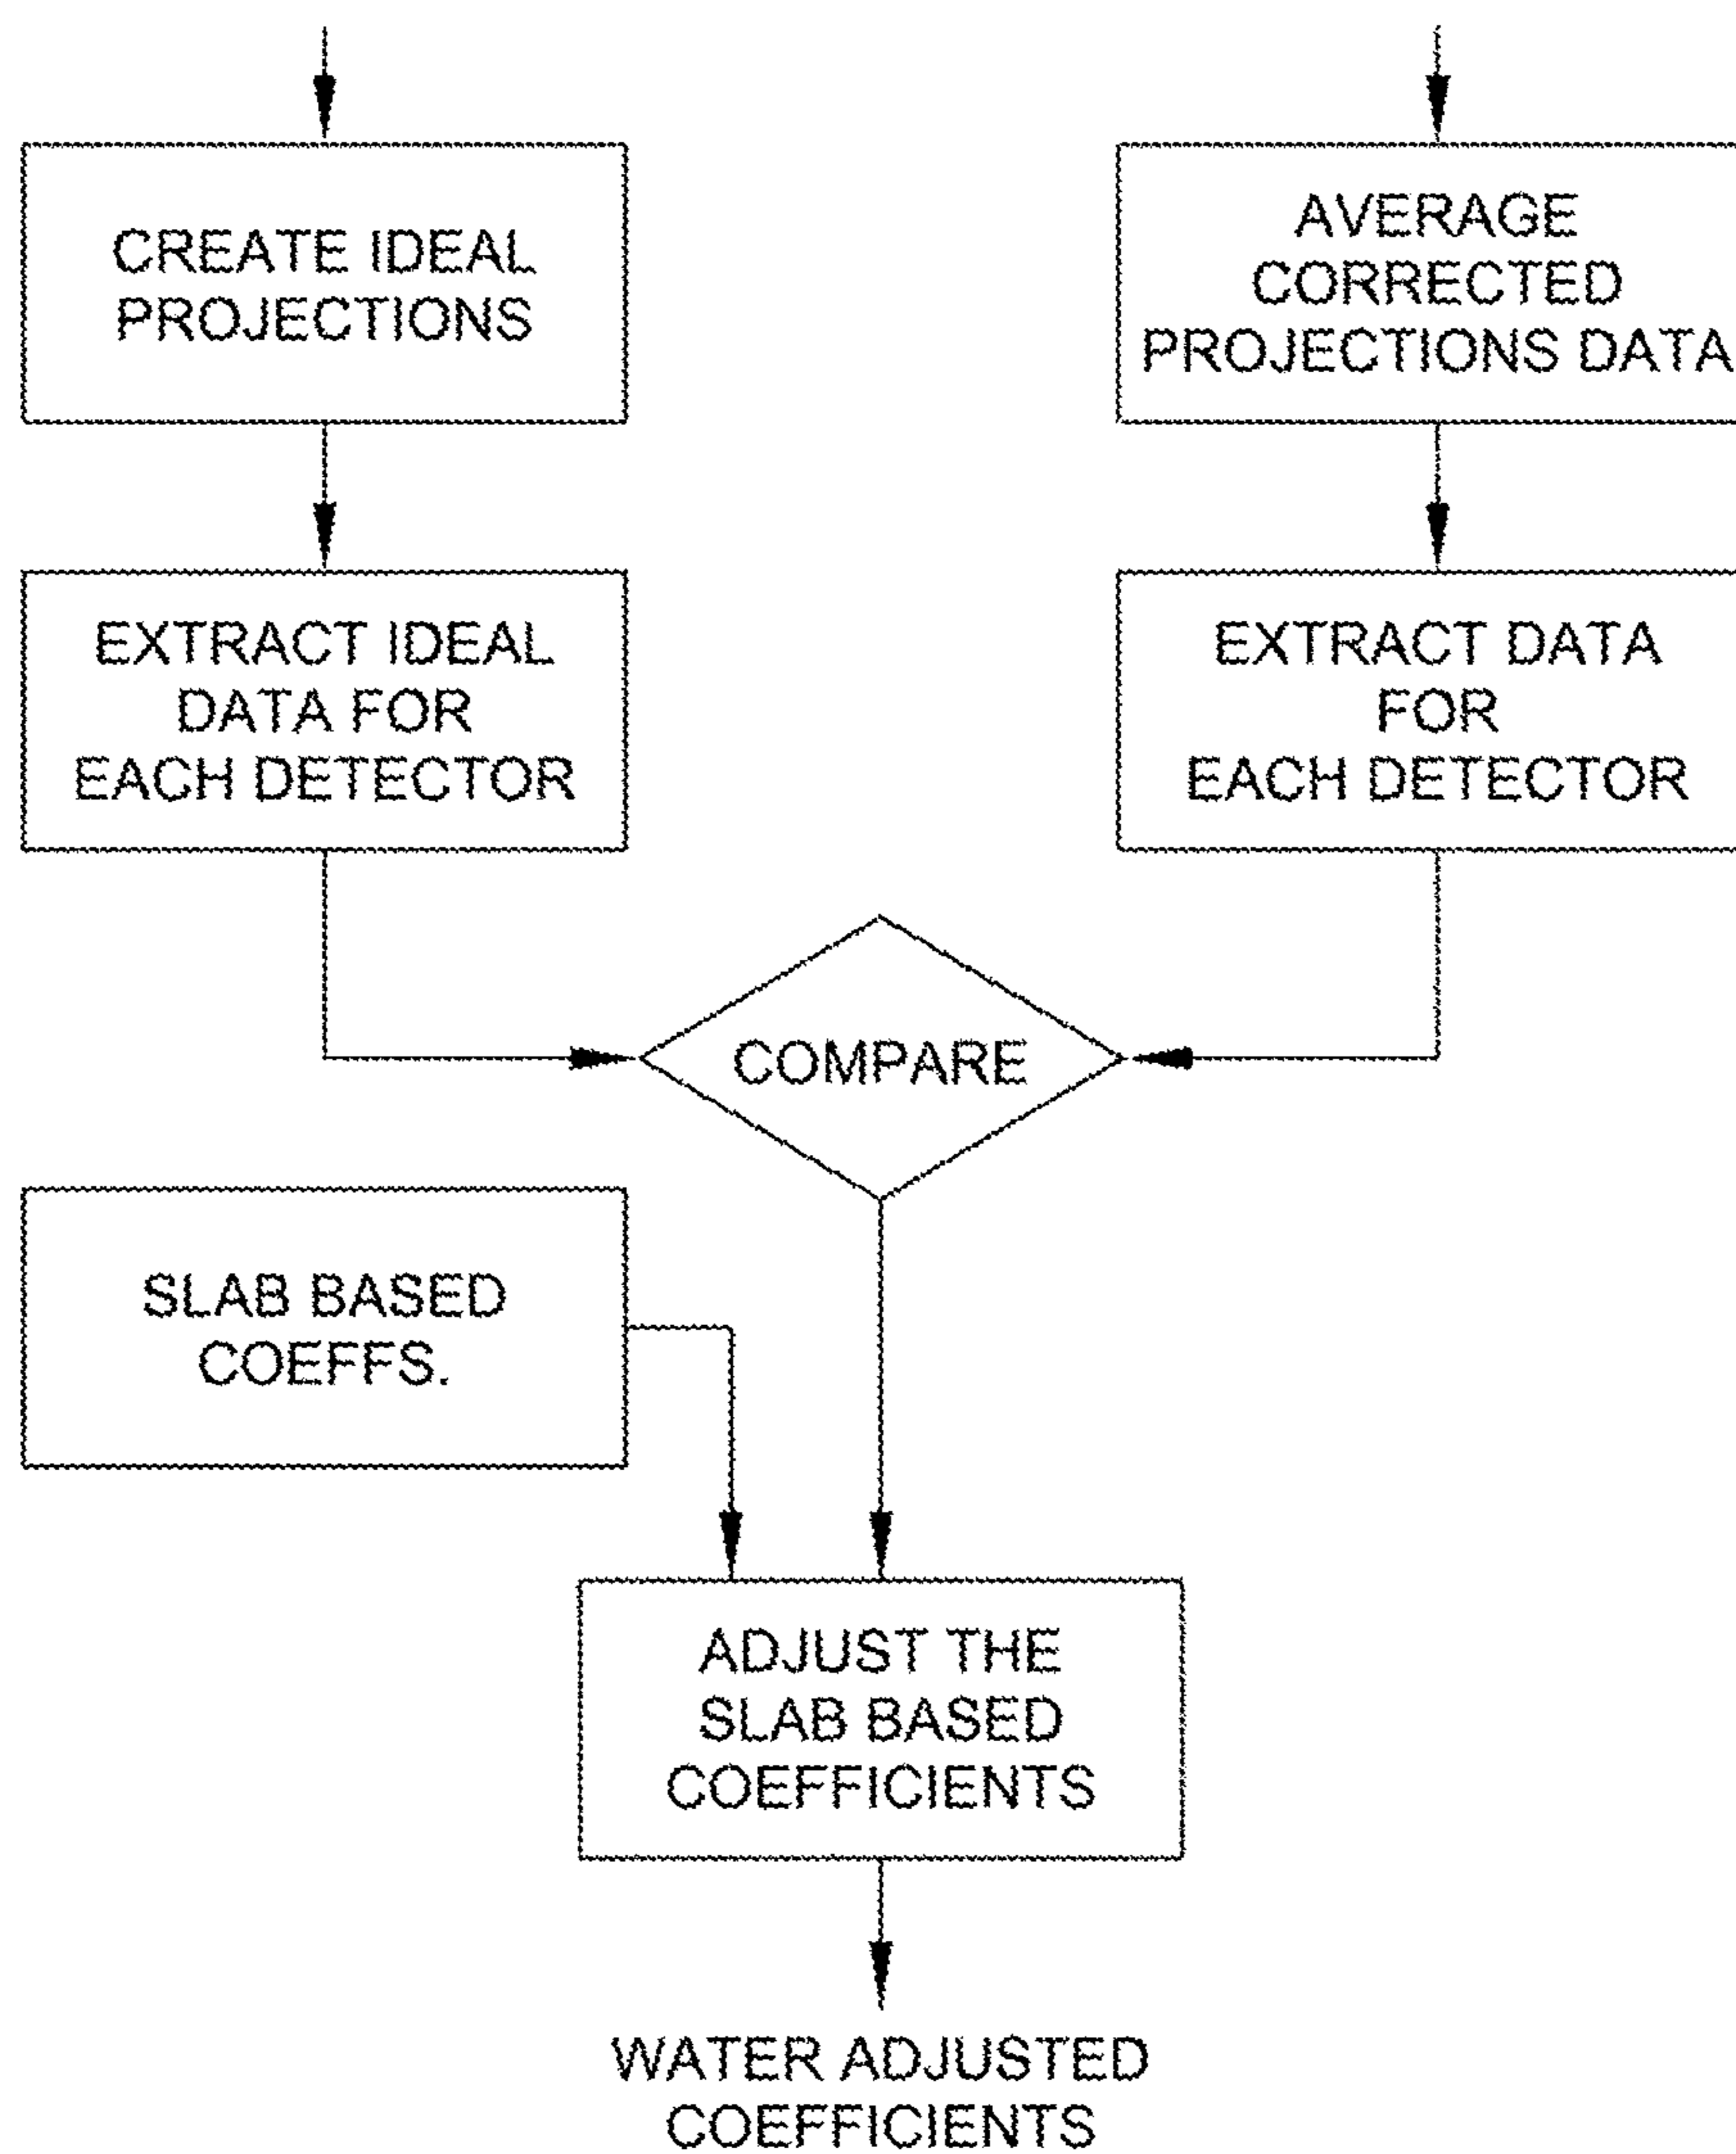 CREATE IDEAL
PROJECTIONS
AVERAGE
CORRECTED
PROJECTIONS DATA
EXTRACT IDEAL
DATA FOR
EACH DETECTOR
EXTRACT DATA
FOR
EACH DETECTOR
COMPARE
SLAB BASED
COEFFS.
ADJUST THE
SLAB BASED
COEFFICIENTS
WATER ADJUSTED
COEFFICIENTS